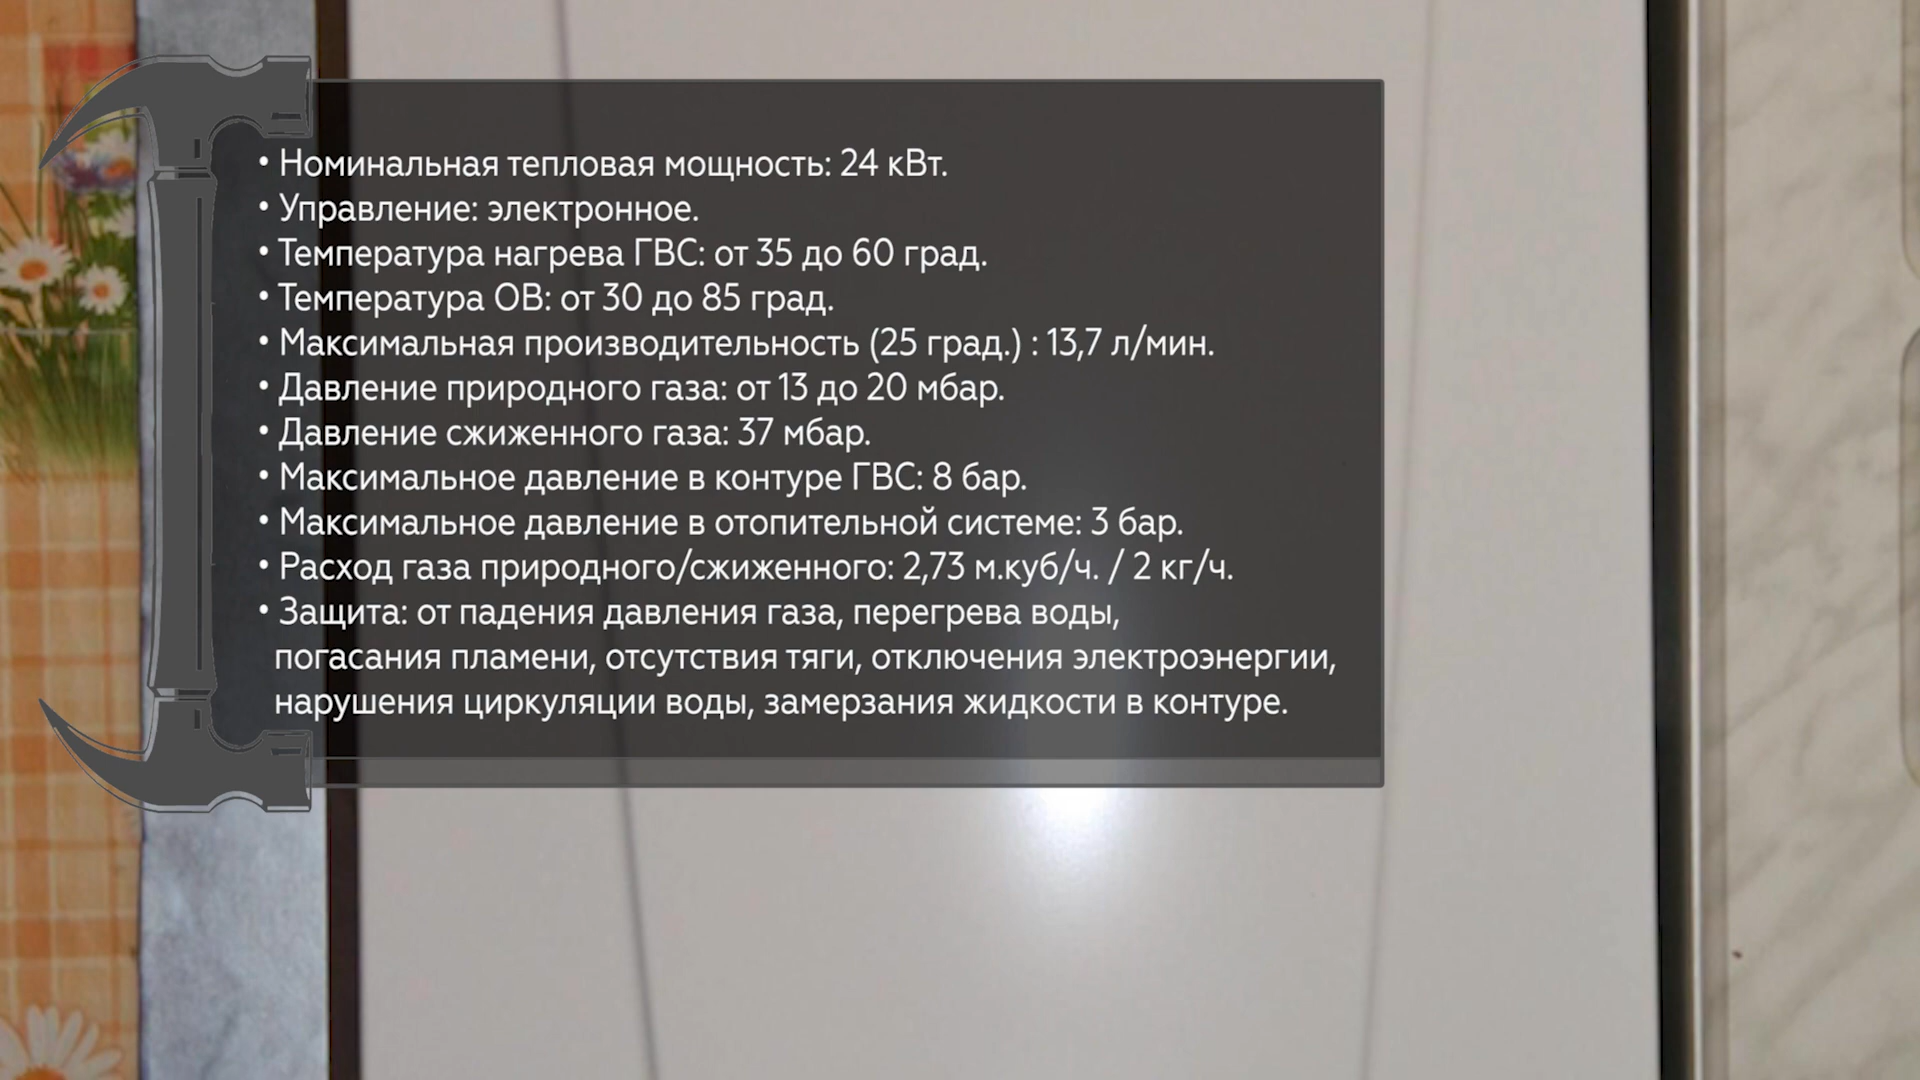 • Номинальная тепловая мощность: 24 кВт.
• Управление: электронное.
• Температура нагрева ГВС: от 35 до 60 град.
• Температура ОВ: от 30 до 85 град.
• Максимальная производительность (25 град.) : 13,7 л/мин.
• Давление природного газа: от 13 до 20 мбар.
• Давление сжиженного газа: 37 мбар.
• Максимальное давление в контуре ГВС: 8 бар.
• Максимальное давление в отопительной системе: 3 бар.
• Расход газа природного/сжиженного: 2,73 м.куб/ч. / 2 кг/ч.
• Защита: от падения давления газа, перегрева воды,
погасания пламени, отсутствия тяги, отключения электроэнергии,
нарушения циркуляции воды, замерзания жидкости в контуре.